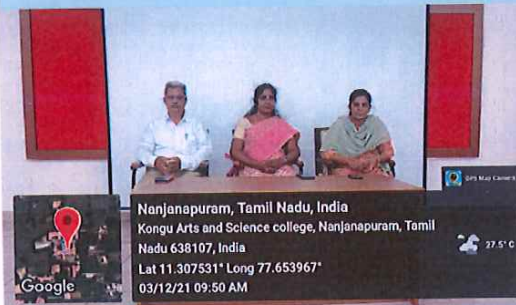 GPS Map Camera
Nanjanapuram, Tamil Nadu, India
Kongu Arts and Science college, Nanjanapuram, Tamil
Nadu 638107, India
Lat 11.307531° Long 77.653967°
03/12/21 09:50 AM
27.5° C
Google